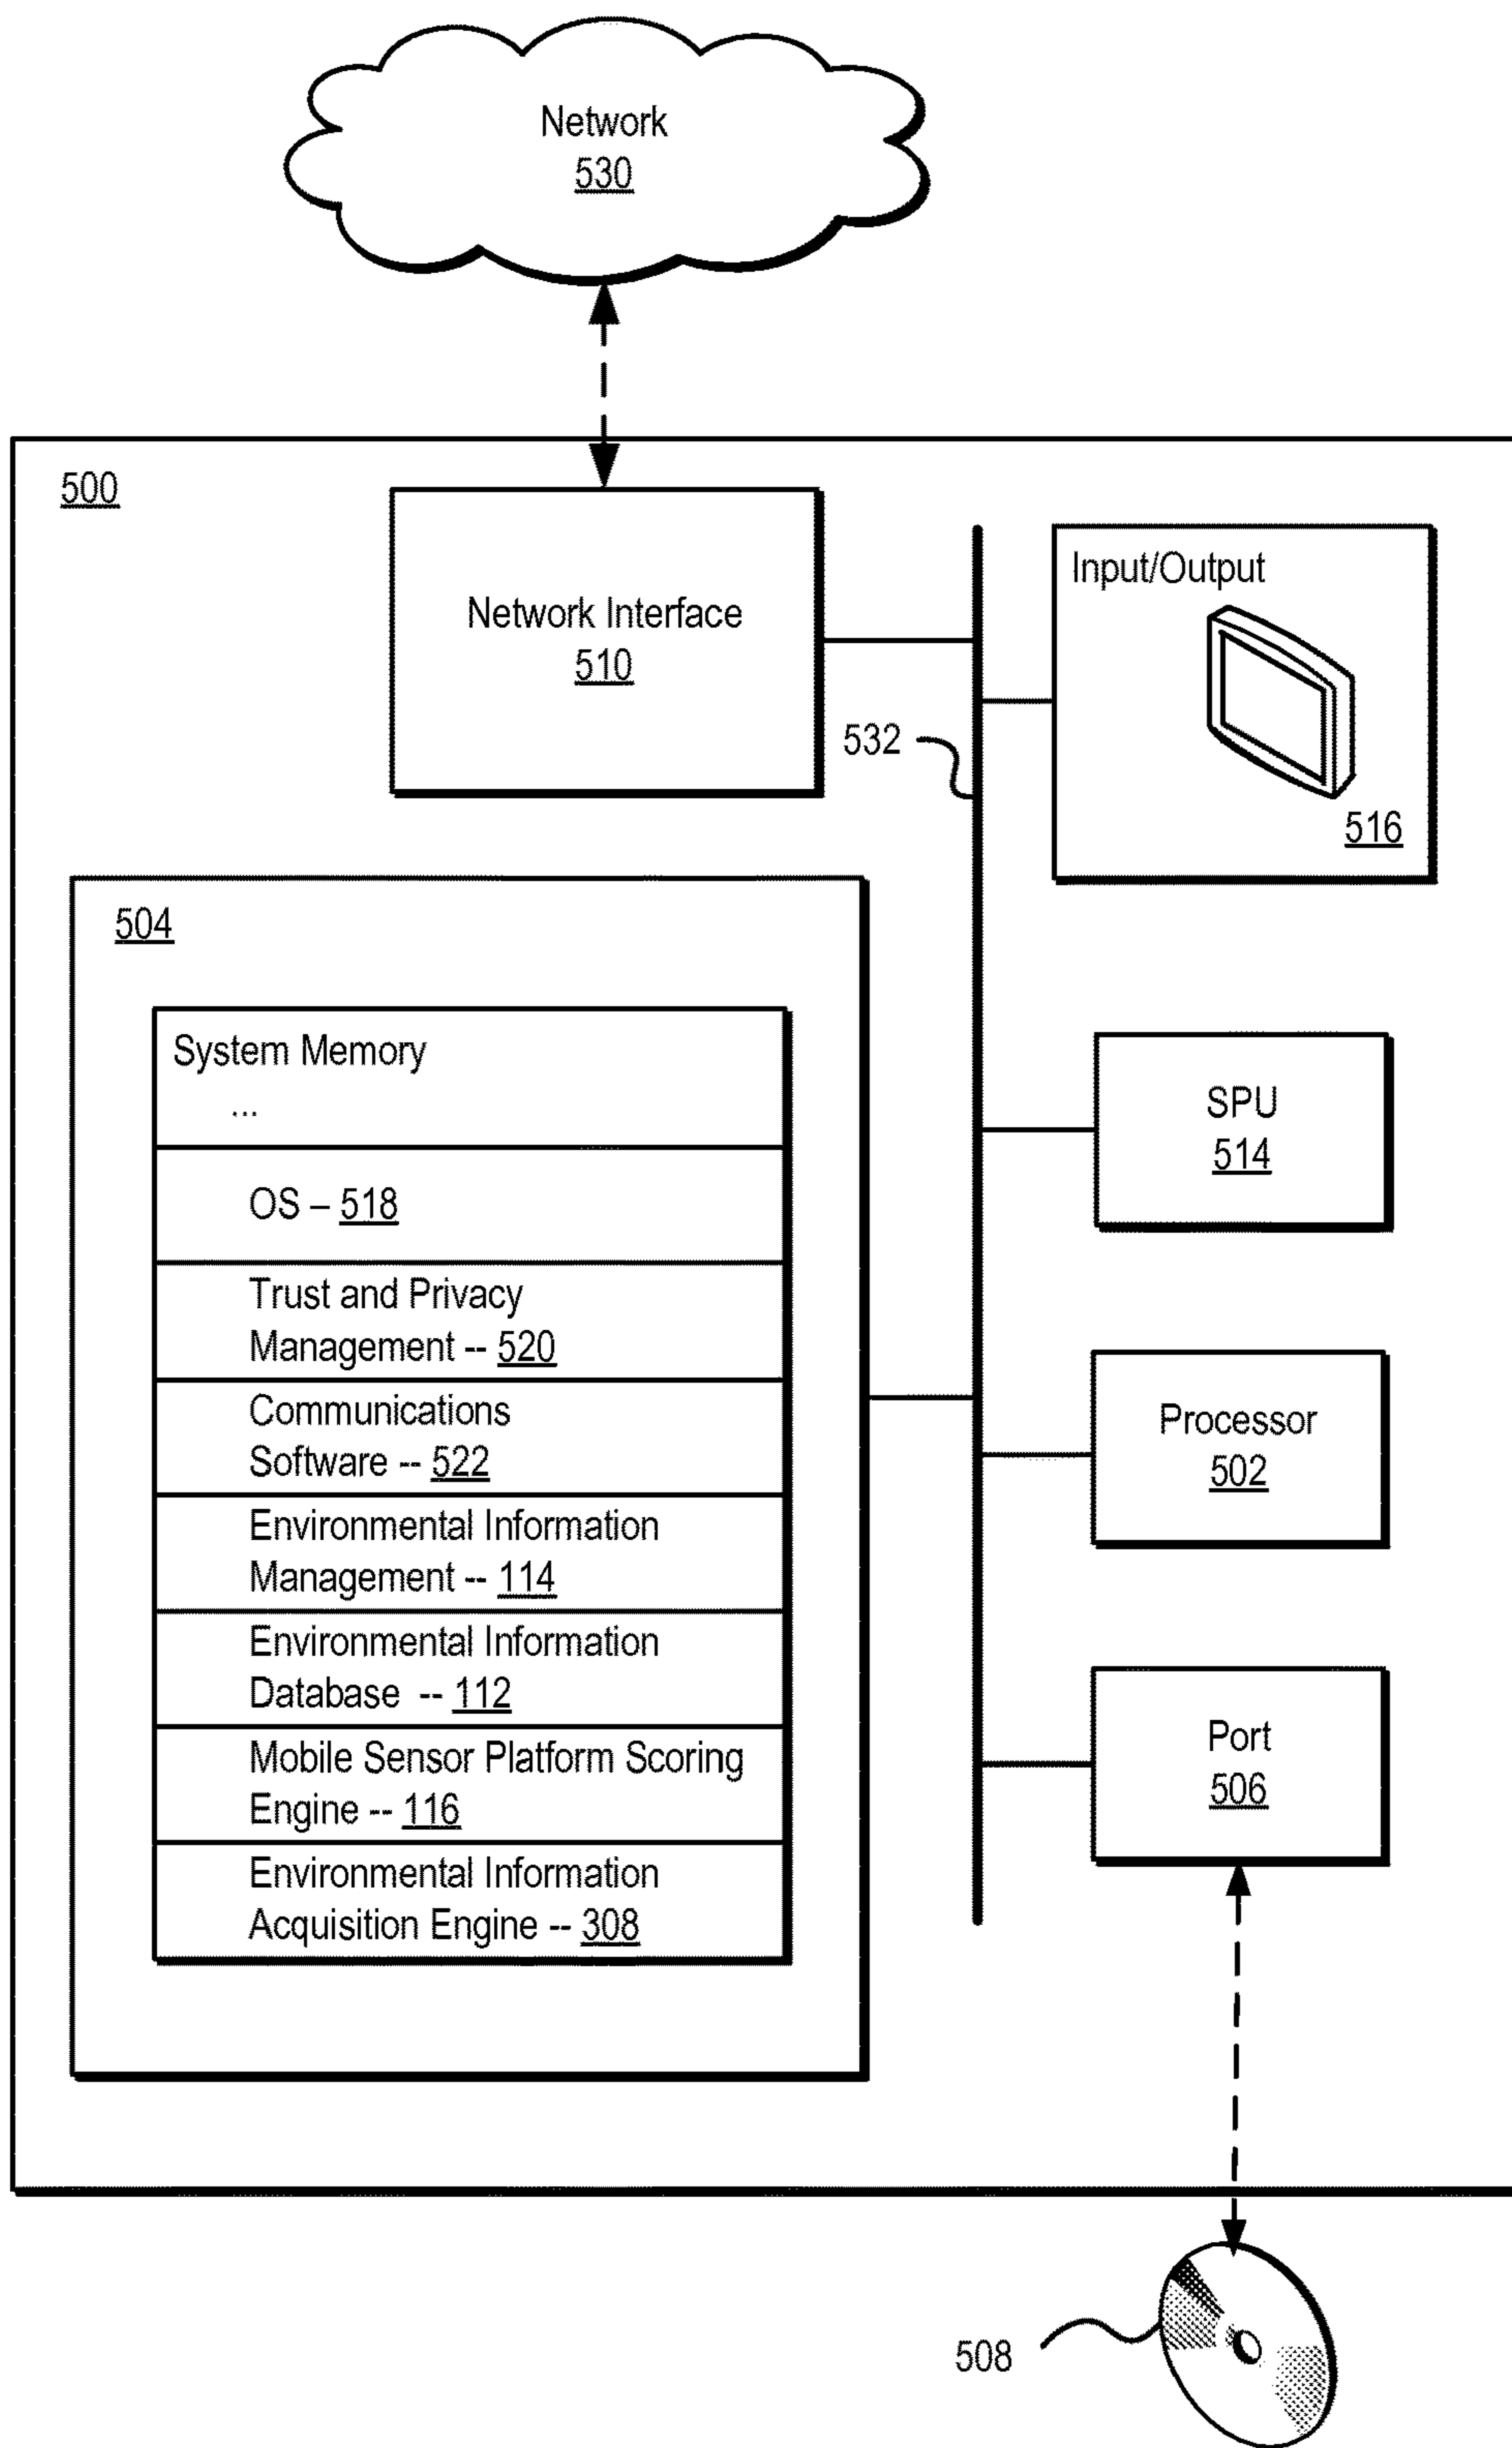 Network
530
500
Network Interface
510
Input/Output
516
532
504
System Memory
...
OS – 518
Trust and Privacy
Management -- 520
Communications
Software -- 522
Environmental Information
Management -- 114
Environmental Information
Database -- 112
Mobile Sensor Platform Scoring
Engine -- 116
Environmental Information
Acquisition Engine -- 308
SPU
514
Processor
502
Port
506
508